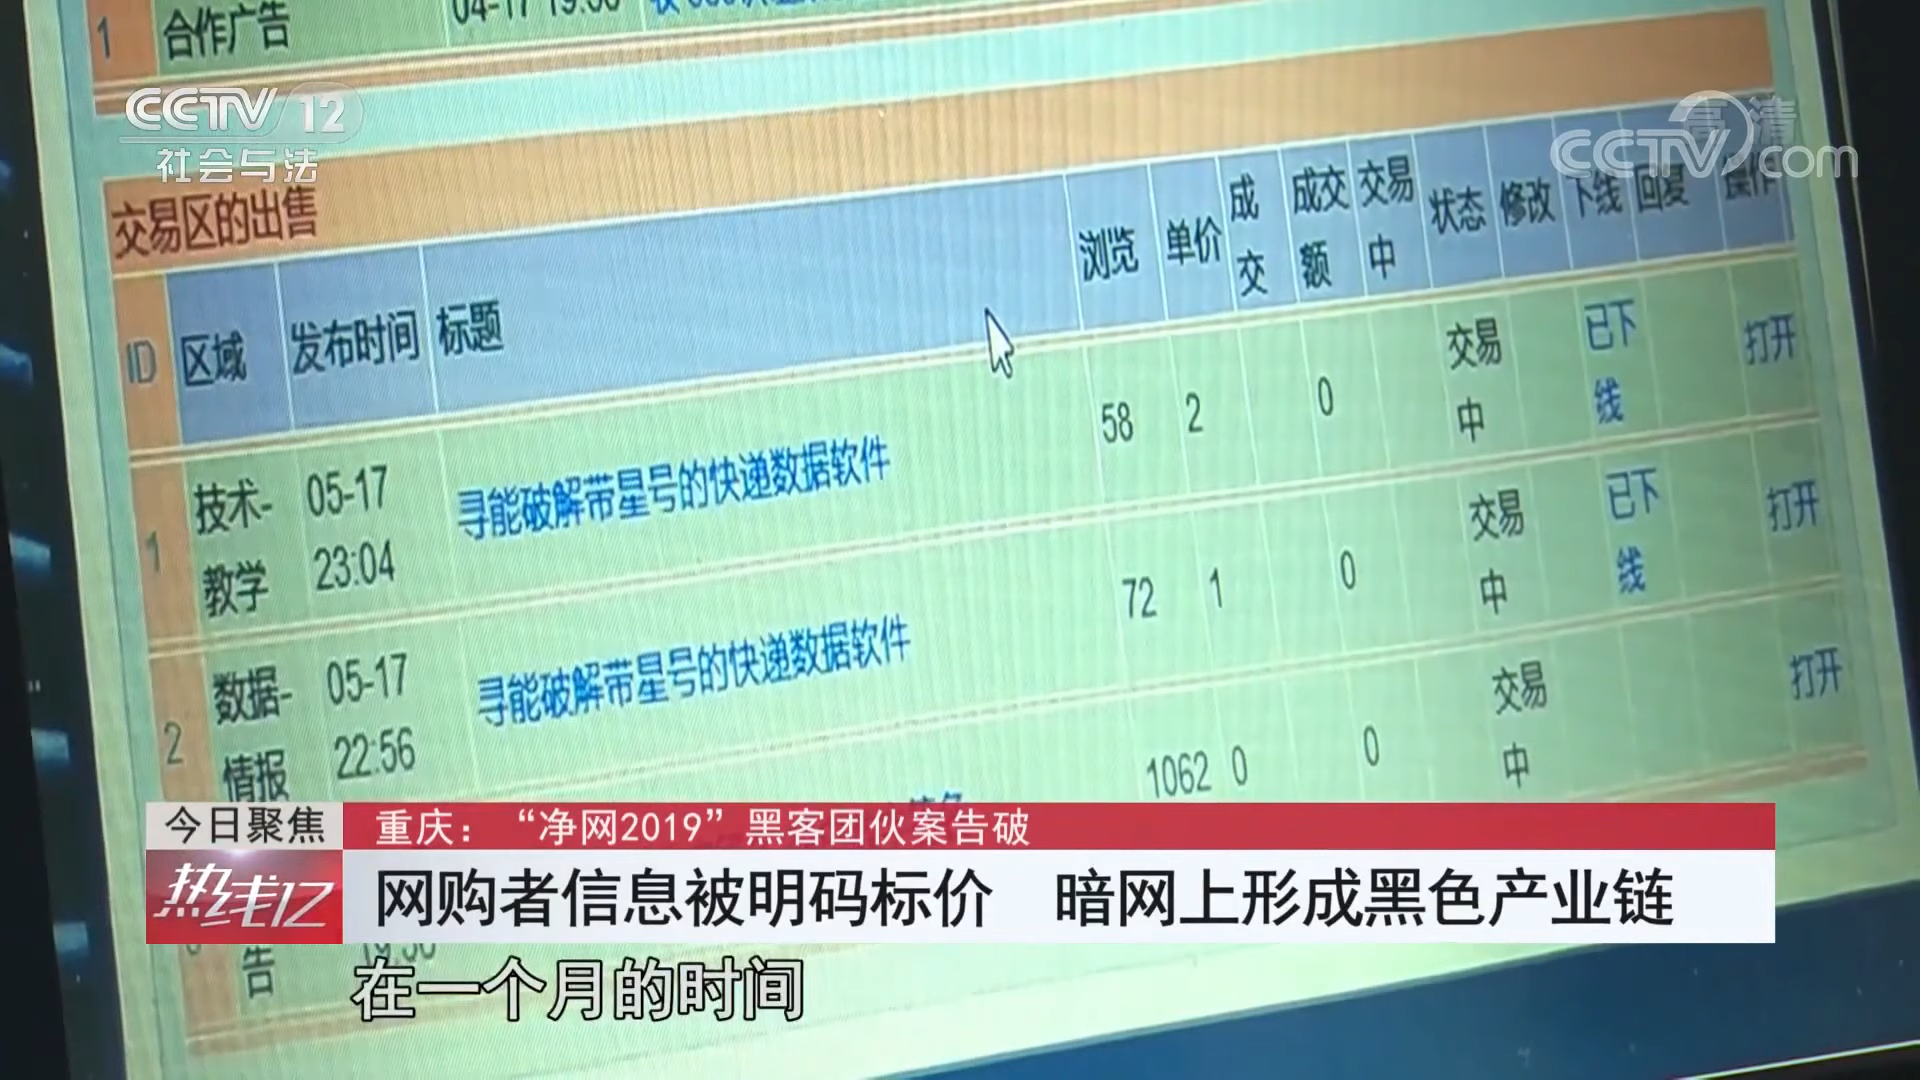 1 合作广告 04-17 19:50
CCTV 12
社会与法
高清
CCTV com
交易区的出售
ID 区域 发布时间 标题 浏览 单价 成交 成交额 交易中 状态 修改 下线 回复 操作
1 技术-教学 05-17 23:04 寻能破解带星号的快递数据软件 58 2 0 交易中 已下线 打开
2 数据-情报 05-17 22:56 寻能破解带星号的快递数据软件 72 1 0 交易中 已下线 打开
1062 0 0 交易中 打开
今日聚焦 重庆：“净网2019”黑客团伙案告破
热线12 网购者信息被明码标价 暗网上形成黑色产业链
告
在一个月的时间